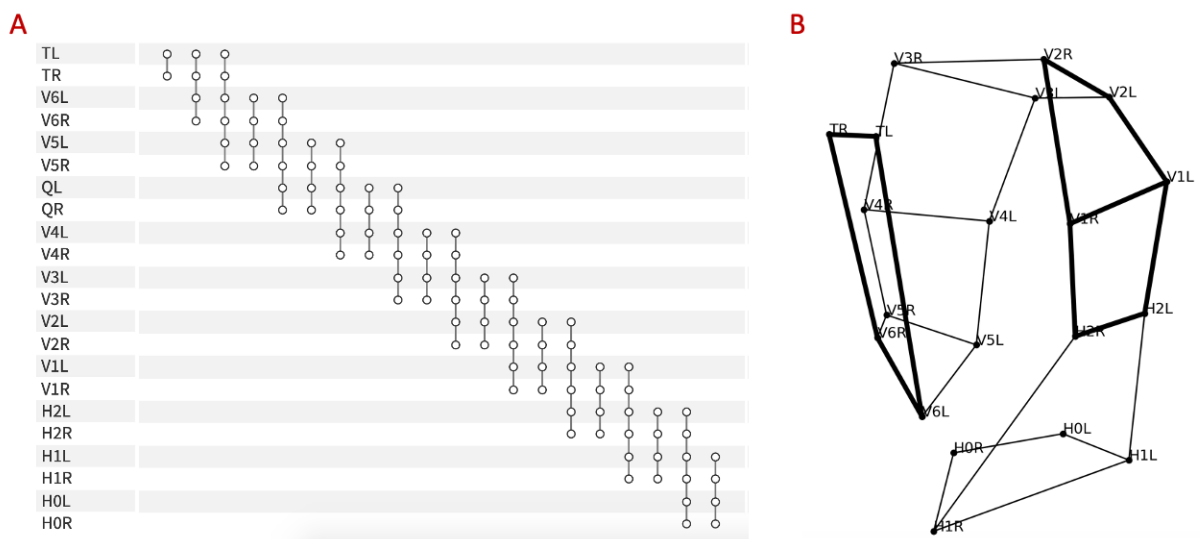 A
TL
TR
V6L
V6R
V5L
V5R
QL
QR
V4L
V4R
V3L
V3R
V2L
V2R
V1L
V1R
H2L
H2R
H1L
H1R
H0L
H0R
B
V3R
V2R
V3L
V2L
TR
TL
V1L
V4R
V4L
V1R
V5R
H2L
V6R
V5L
H2R
V6L
H0L
H0R
H1L
H1R